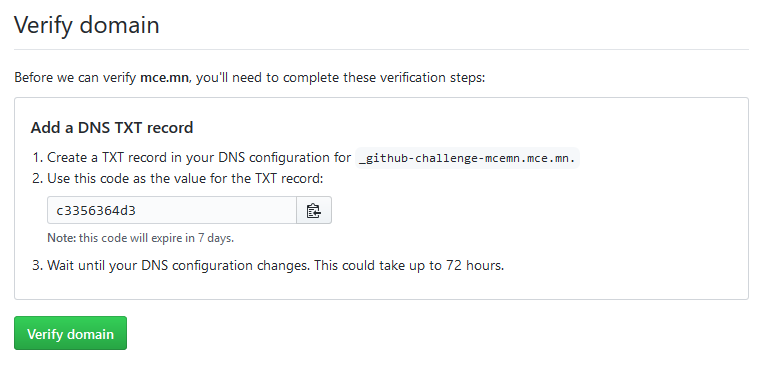 Verify domain
Before we can verify mce.mn, you'll need to complete these verification steps:
Add a DNS TXT record
1. Create a TXT record in your DNS configuration for _github-challenge-mcemn.mce.mn.
2. Use this code as the value for the TXT record:
c3356364d3
Note: this code will expire in 7 days.
3. Wait until your DNS configuration changes. This could take up to 72 hours.
Verify domain